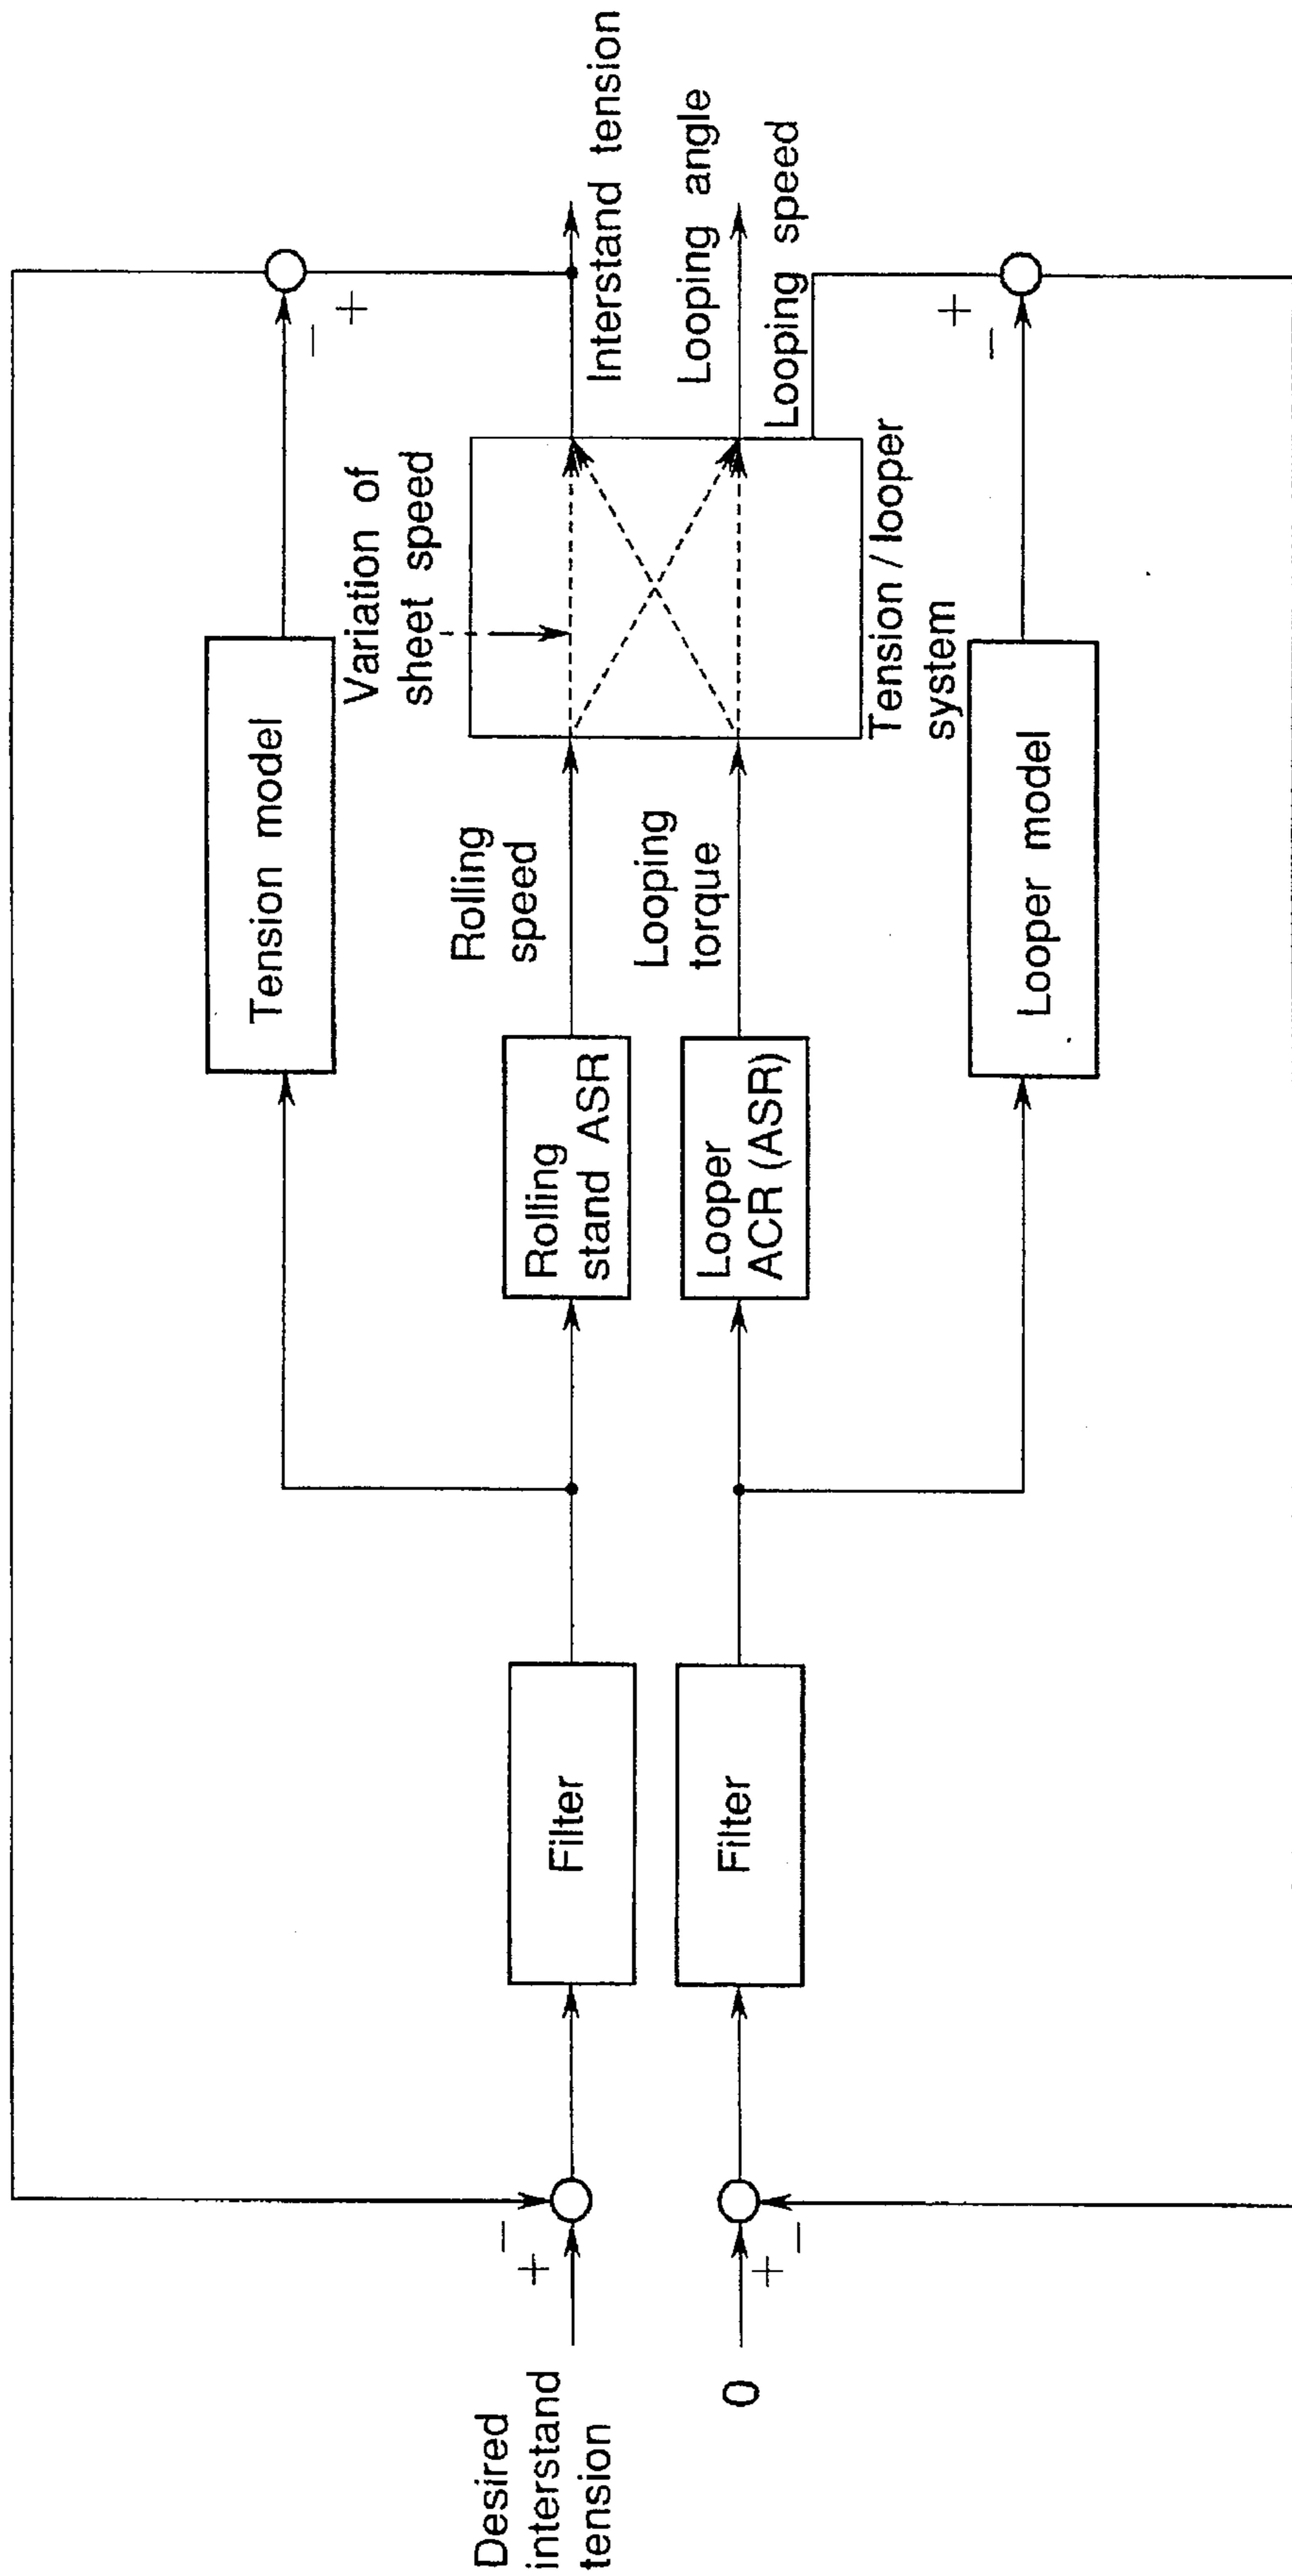 Desired
interstand
tension
+
−
0
+
−
Filter
Filter
Rolling
stand ASR
Looper
ACR (ASR)
Tension model
Looper model
Rolling
speed
Looping
torque
Variation of
sheet speed
Tension / looper
system
−
+
+
−
Interstand tension
Looping angle
Looping speed